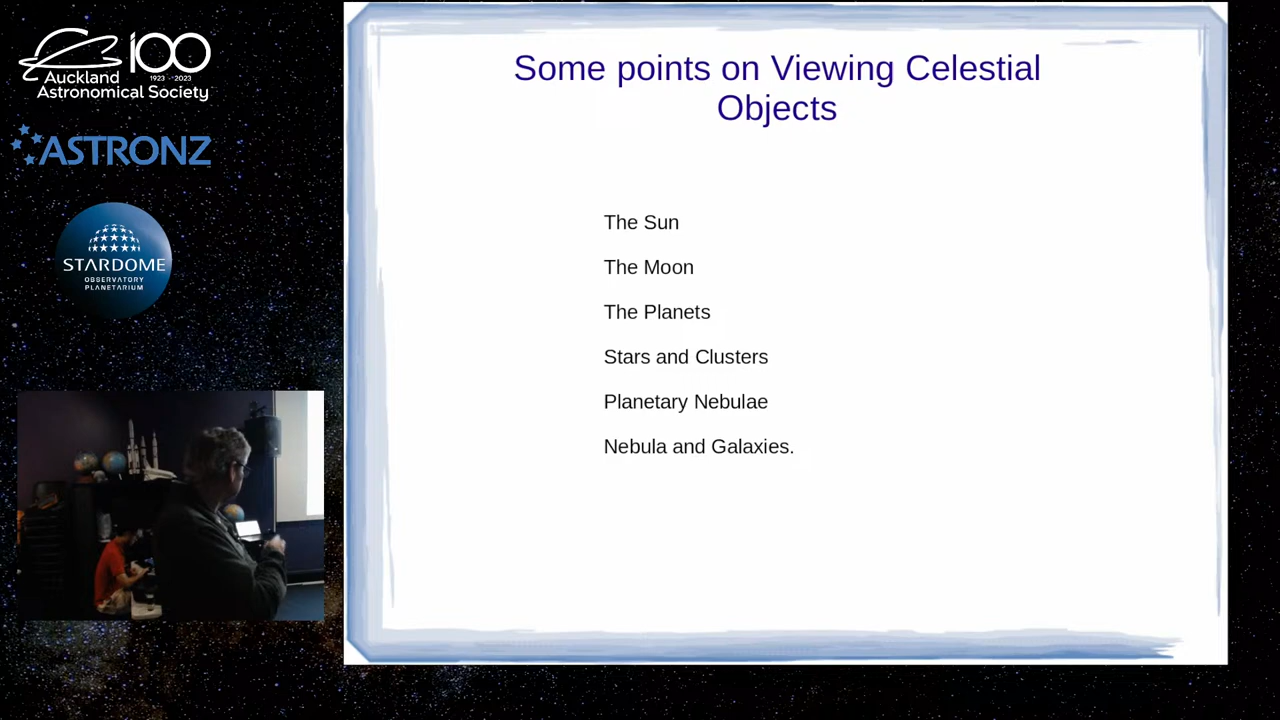 100
Auckland
1923 - 2023
Astronomical Society
ASTRONZ
STARDOME
OBSERVATORY
PLANETARIUM
Some points on Viewing Celestial
Objects
The Sun
The Moon
The Planets
Stars and Clusters
Planetary Nebulae
Nebula and Galaxies.